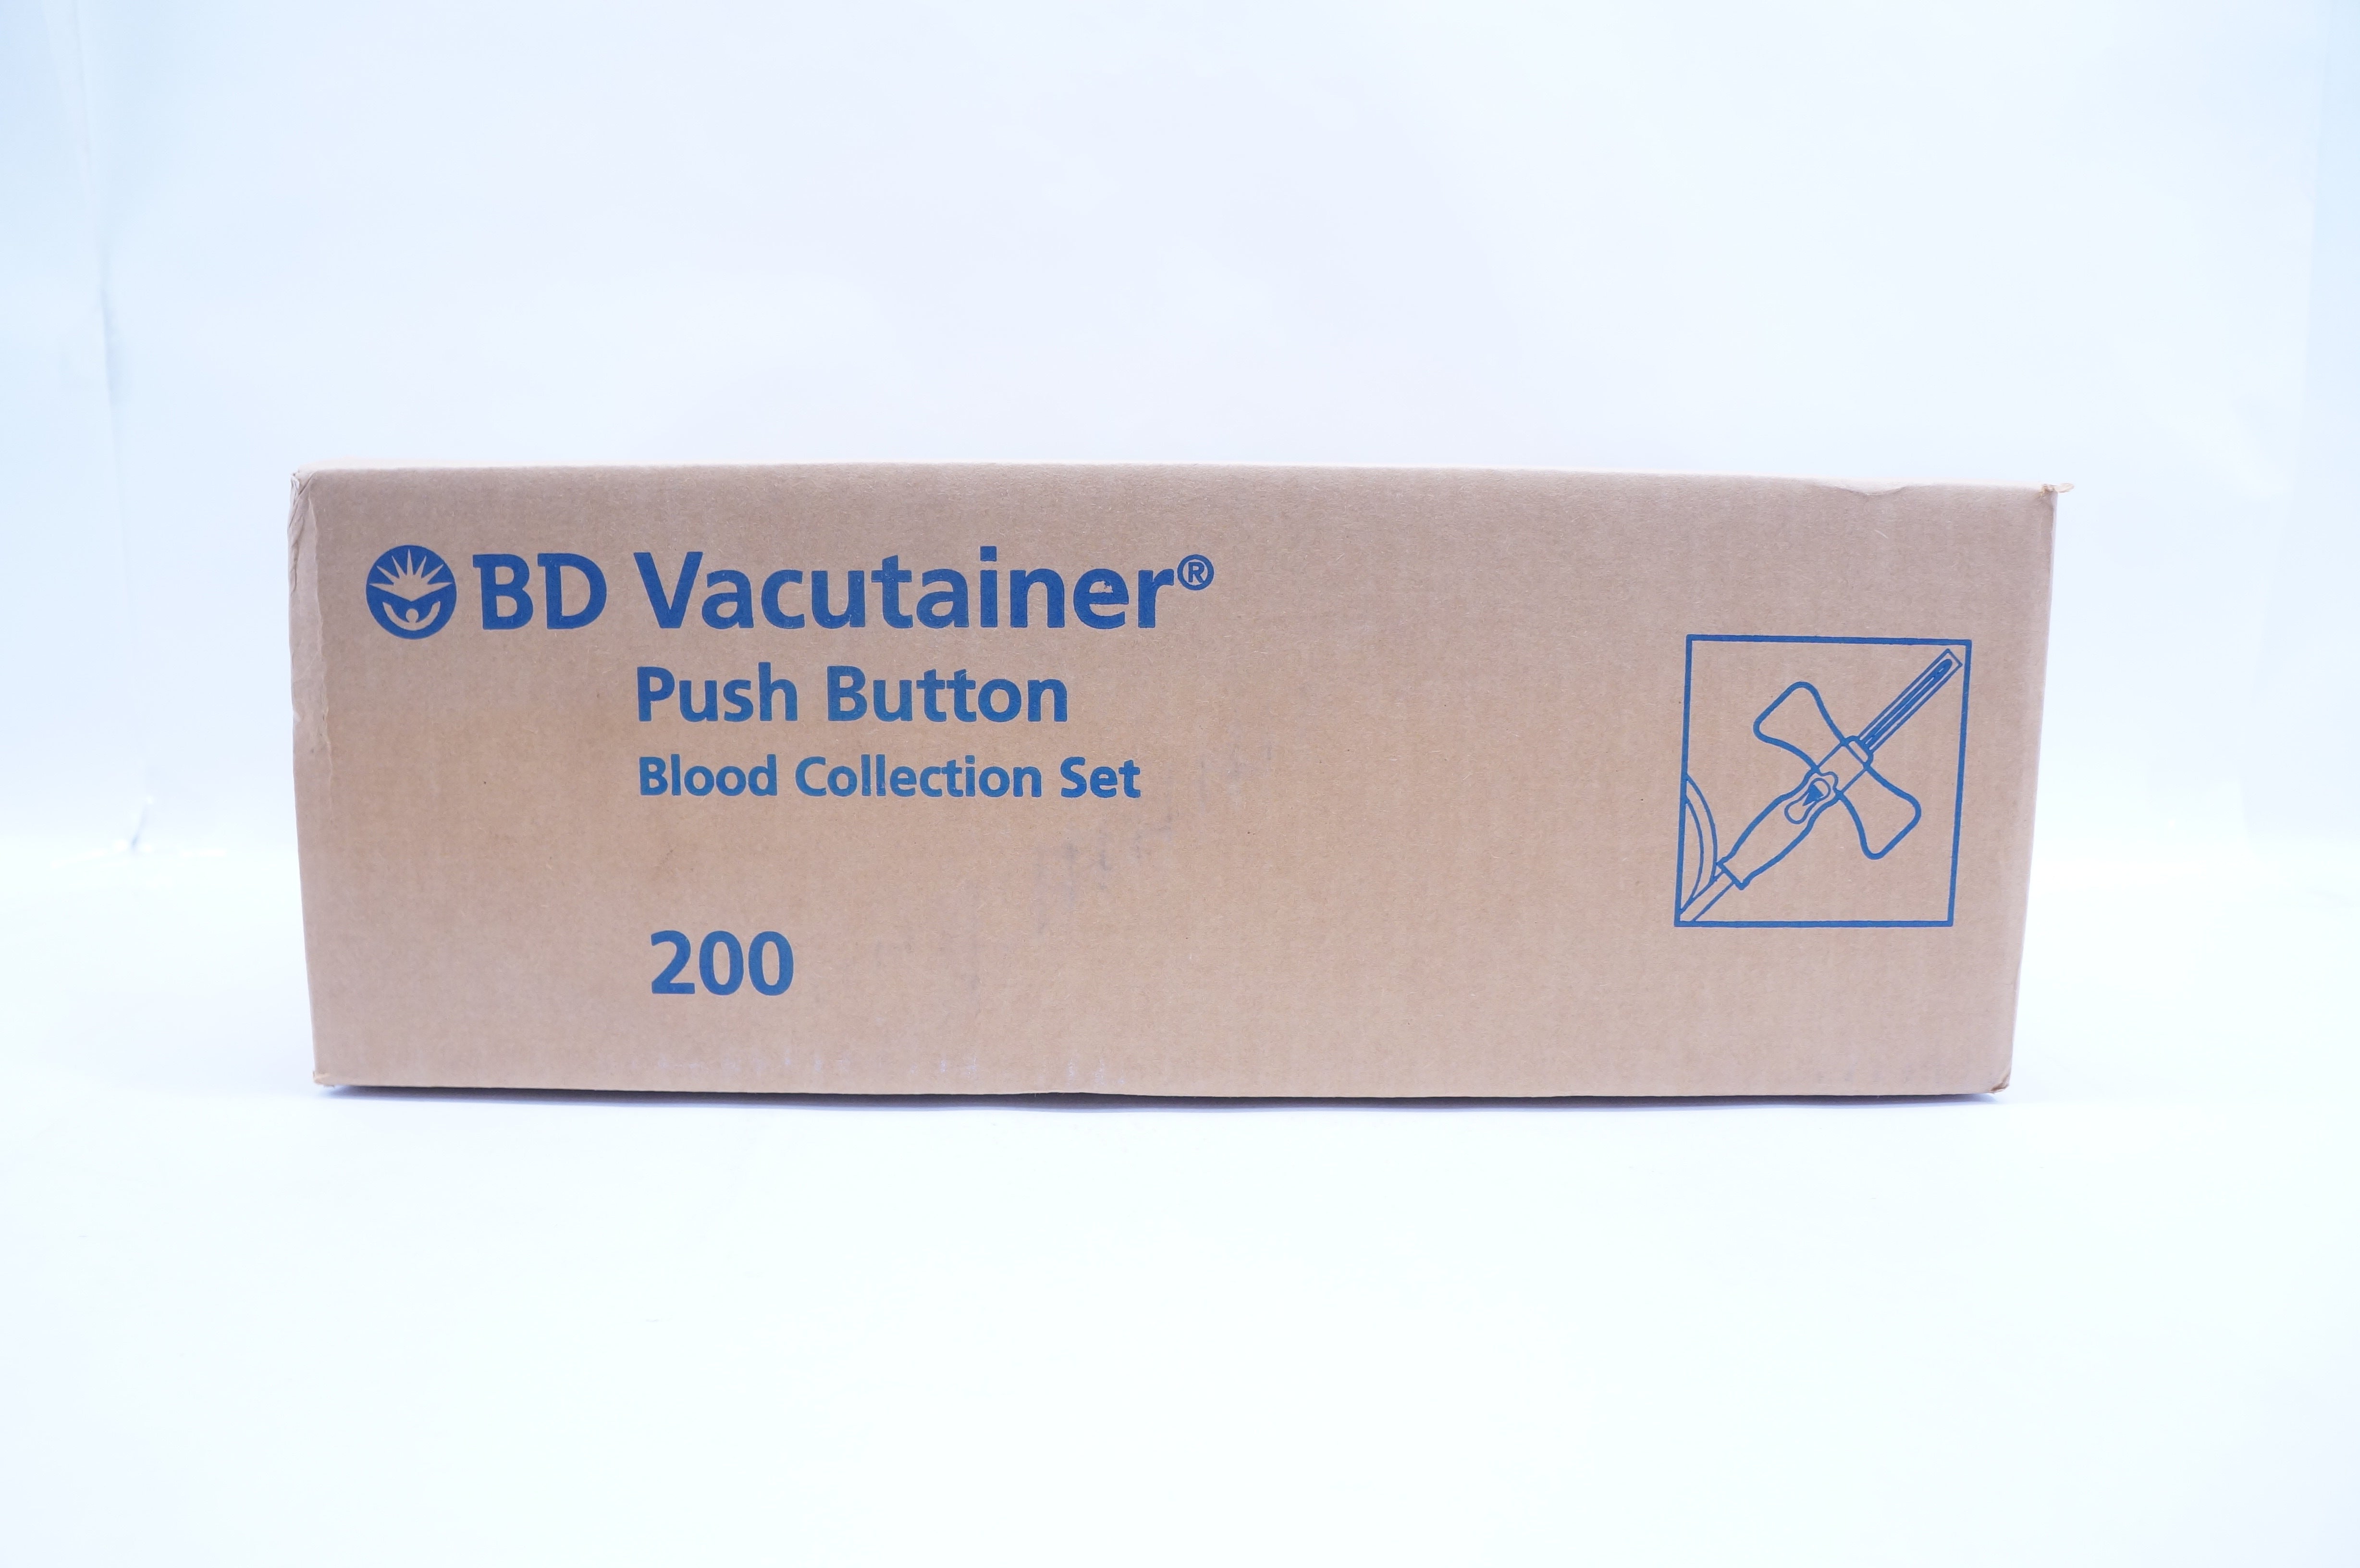 BD Vacutainer®
Push Button
Blood Collection Set
200